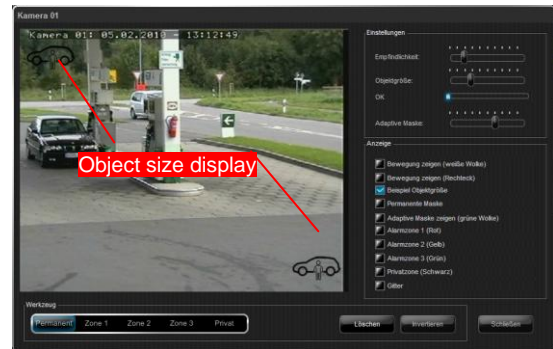 Kamera 01
Kamera 01: 05.02.2010 - 13:12:49
Object size display
Einstellungen
Empfindlichkeit:
Objektgröße:
OK
Adaptive Maske:
Anzeige
Bewegung zeigen (weiße Wolke)
Bewegung zeigen (Rechteck)
Beispiel Objektgröße
Permanente Maske
Adaptive Maske zeigen (grüne Wolke)
Alarmzone 1 (Rot)
Alarmzone 2 (Gelb)
Alarmzone 3 (Grün)
Privatzone (Schwarz)
Gitter
Werkzeug
Permanent Zone 1 Zone 2 Zone 3 Privat
Löschen Invertieren Schließen